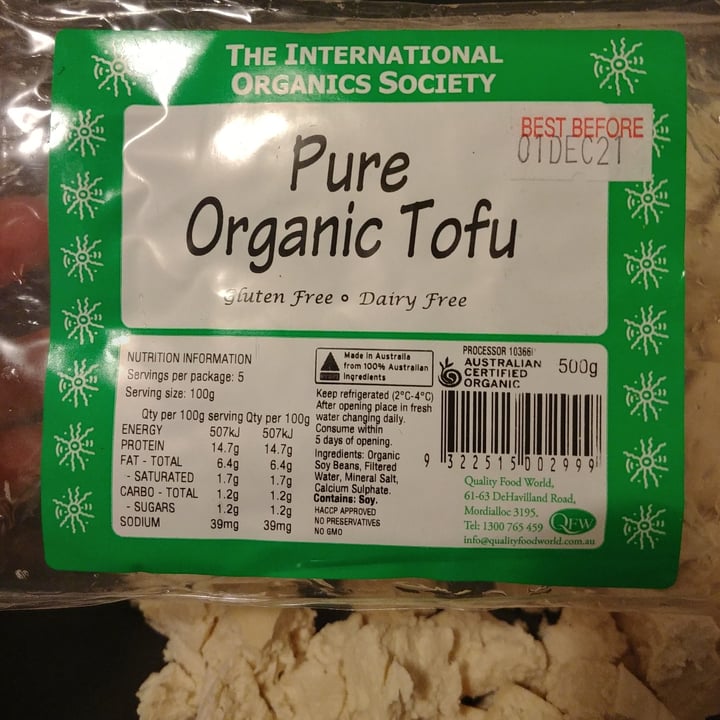 THE INTERNATIONAL
ORGANICS SOCIETY
BEST BEFORE
01DEC21
Pure
Organic Tofu
Gluten Free • Dairy Free
NUTRITION INFORMATION
Servings per package: 5
Serving size: 100g
Qty per 100g serving Qty per 100g
ENERGY 507kJ 507kJ
PROTEIN 14.7g 14.7g
FAT - TOTAL 6.4g 6.4g
- SATURATED 1.7g 1.7g
CARBO - TOTAL 1.2g 1.2g
- SUGARS 1.2g 1.2g
SODIUM 39mg 39mg
Made in Australia
from 100% Australian
ingredients
Keep refrigerated (2°C-4°C)
After opening place in fresh
water changing daily.
Consume within
5 days of opening.
Ingredients: Organic
Soy Beans, Filtered
Water, Mineral Salt,
Calcium Sulphate.
Contains: Soy.
HACCP APPROVED
NO PRESERVATIVES
NO GMO
PROCESSOR 10366
AUSTRALIAN
CERTIFIED
ORGANIC
500g
9 322515 002999
Quality Food World,
61-63 DeHavilland Road,
Mordialloc 3195.
Tel: 1300 765 459
info@qualityfoodworld.com.au
QFW